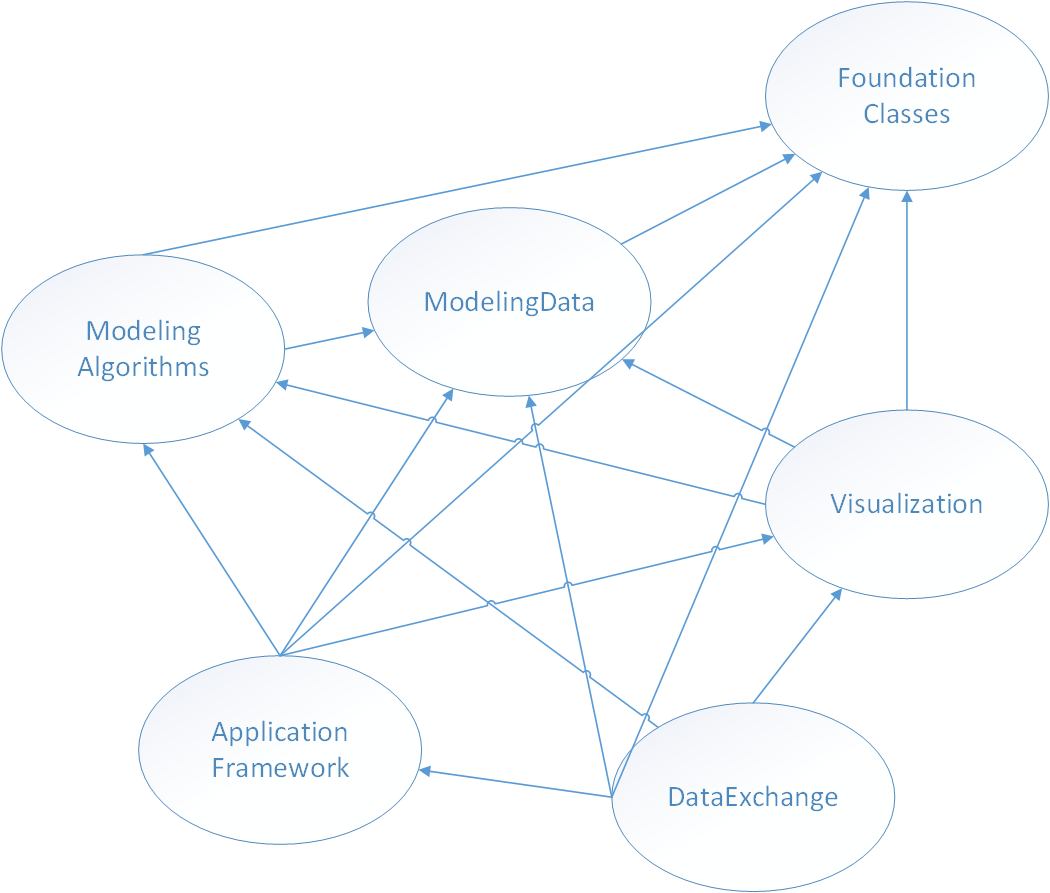 Foundation
Classes
ModelingData
Modeling
Algorithms
Visualization
Application
Framework
DataExchange